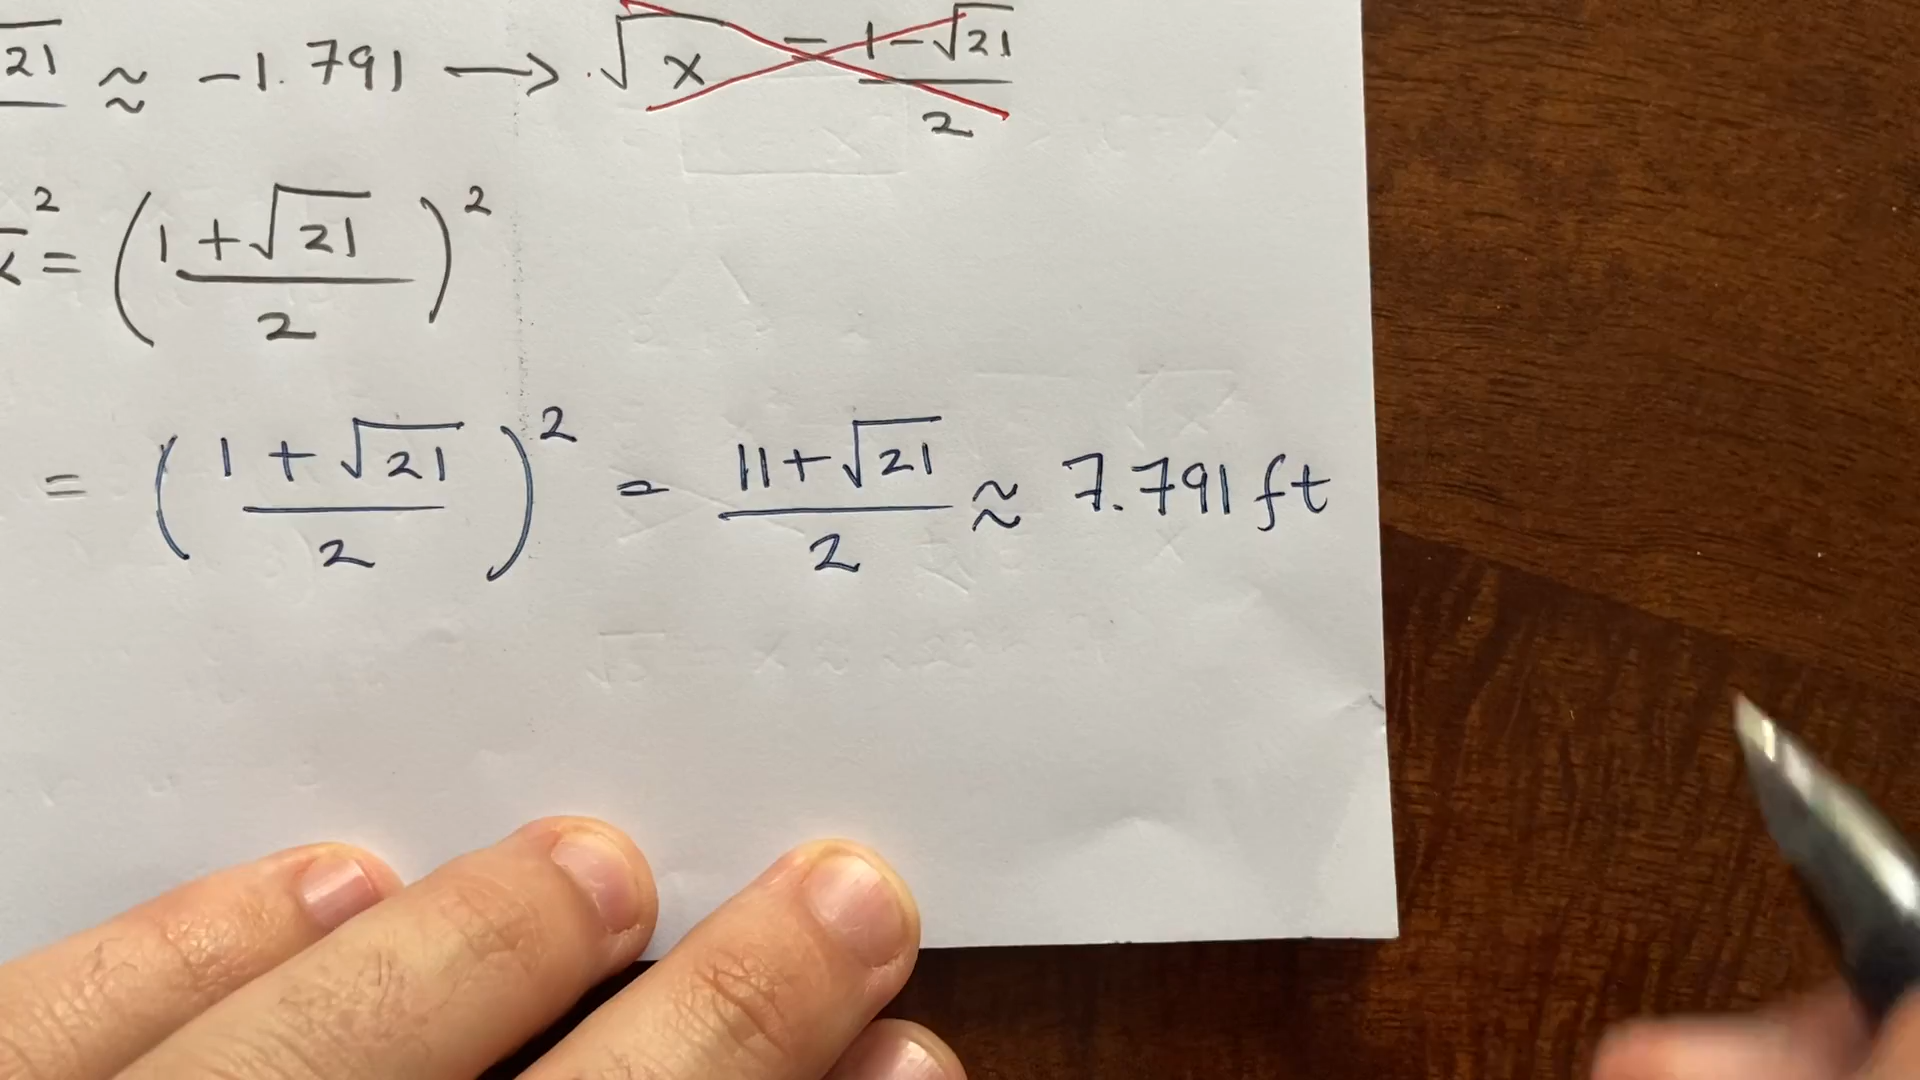 √21 ≈ -1.791 → √x = 1-√21 / 2
x² = (1+√21 / 2)²
= (1+√21 / 2)² = 11+√21 / 2 ≈ 7.791 ft